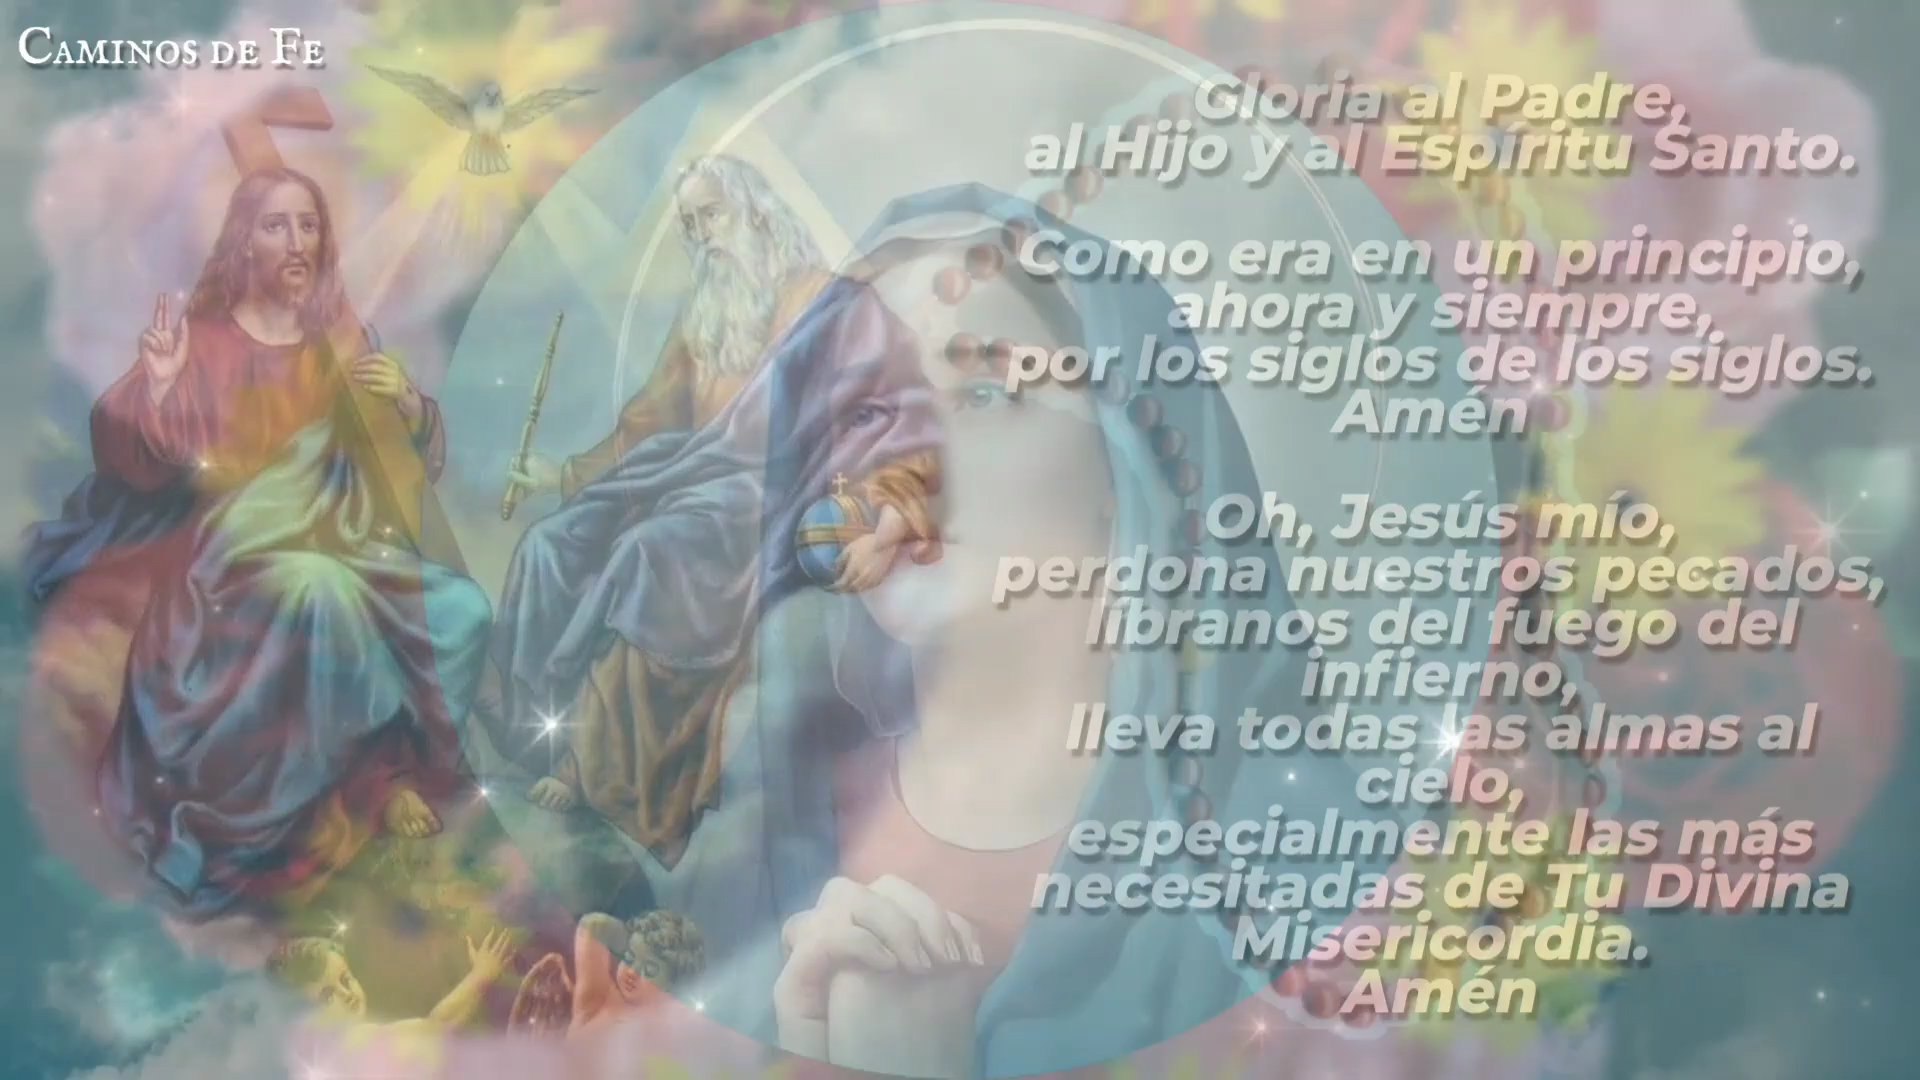 Caminos de Fe
Gloria al Padre,
al Hijo y al Espíritu Santo.
Como era en un principio,
ahora y siempre,
por los siglos de los siglos.
Amén
Oh, Jesús mío,
perdona nuestros pecados,
líbranos del fuego del
infierno,
lleva todas las almas al
cielo,
especialmente las más
necesitadas de Tu Divina
Misericordia.
Amén